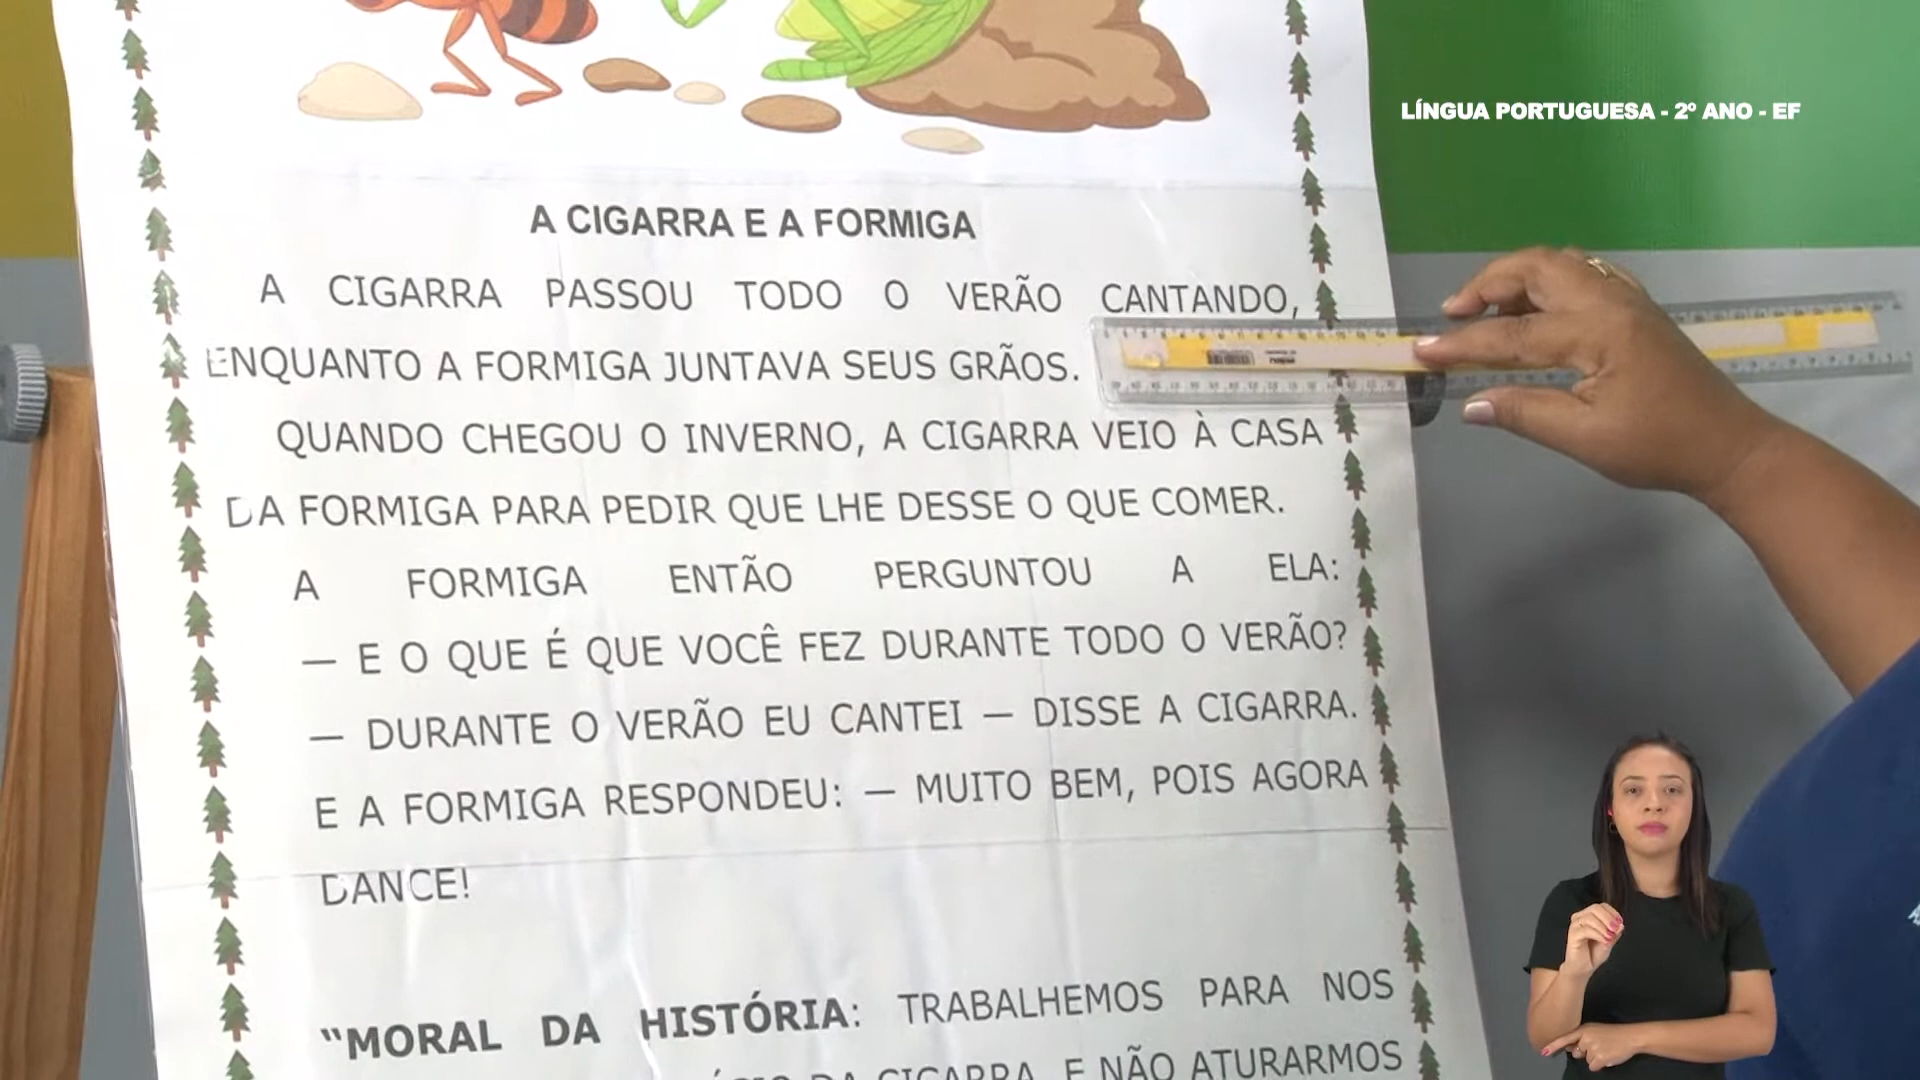 LÍNGUA PORTUGUESA - 2º ANO - EF
A CIGARRA E A FORMIGA
A CIGARRA PASSOU TODO O VERÃO CANTANDO,
ENQUANTO A FORMIGA JUNTAVA SEUS GRÃOS.
QUANDO CHEGOU O INVERNO, A CIGARRA VEIO À CASA
DA FORMIGA PARA PEDIR QUE LHE DESSE O QUE COMER.
A FORMIGA ENTÃO PERGUNTOU A ELA:
— E O QUE É QUE VOCÊ FEZ DURANTE TODO O VERÃO?
— DURANTE O VERÃO EU CANTEI — DISSE A CIGARRA.
E A FORMIGA RESPONDEU: — MUITO BEM, POIS AGORA
DANCE!
“MORAL DA HISTÓRIA: TRABALHEMOS PARA NOS
DA CIGARRA, E NÃO ATURARMOS